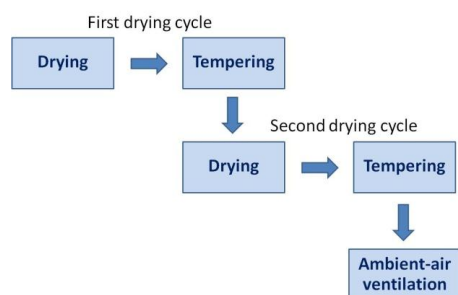 First drying cycle
Drying
Tempering
Second drying cycle
Drying
Tempering
Ambient-air
ventilation